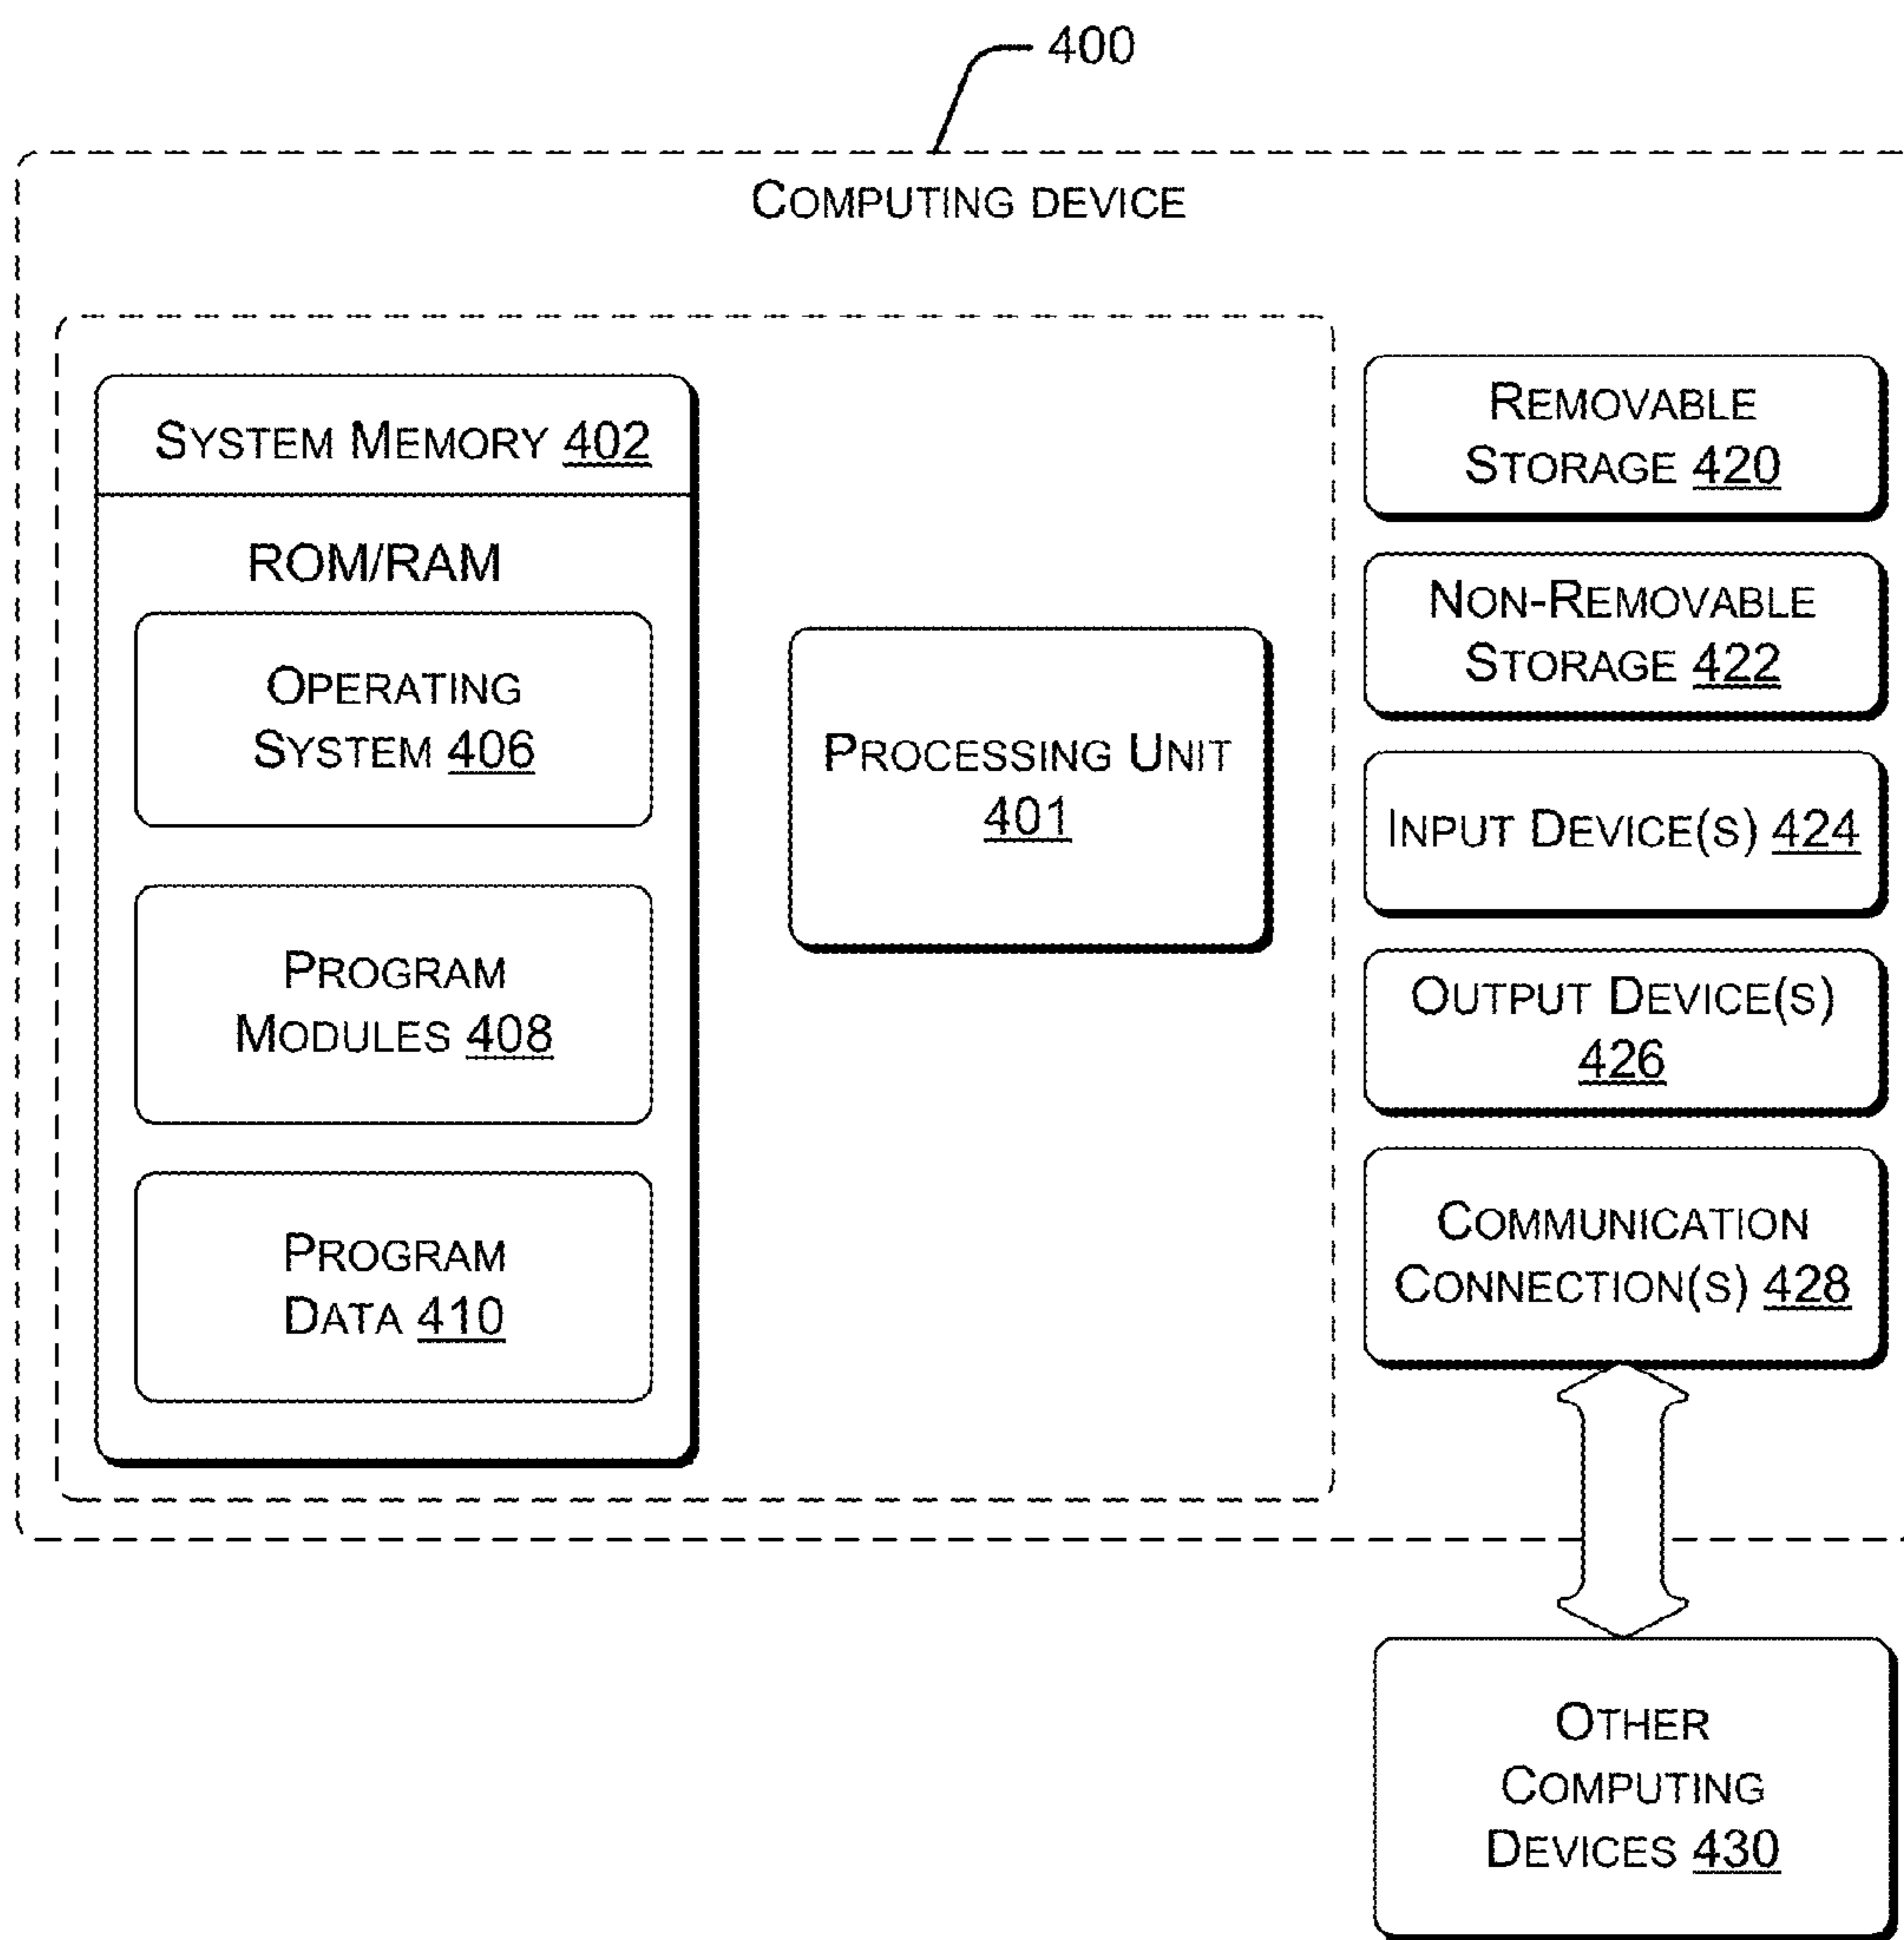 400
COMPUTING DEVICE
SYSTEM MEMORY 402
ROM/RAM
OPERATING
SYSTEM 406
PROGRAM
MODULES 408
PROGRAM
DATA 410
PROCESSING UNIT
401
REMOVABLE
STORAGE 420
NON-REMOVABLE
STORAGE 422
INPUT DEVICE(S) 424
OUTPUT DEVICE(S)
426
COMMUNICATION
CONNECTION(S) 428
OTHER
COMPUTING
DEVICES 430